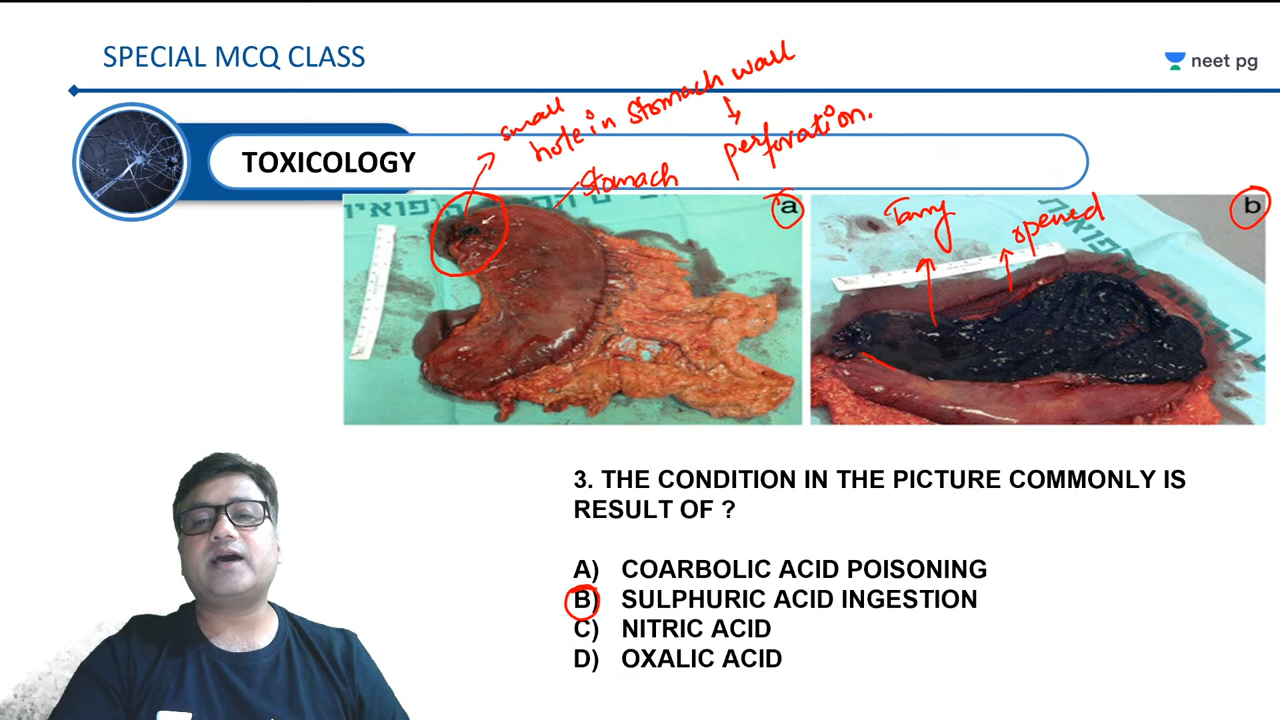 SPECIAL MCQ CLASS
neet pg
TOXICOLOGY
small
hole in stomach wall
perforation.
stomach
a
Tarry
opened
b
3. THE CONDITION IN THE PICTURE COMMONLY IS
RESULT OF ?
A) COARBOLIC ACID POISONING
B) SULPHURIC ACID INGESTION
C) NITRIC ACID
D) OXALIC ACID